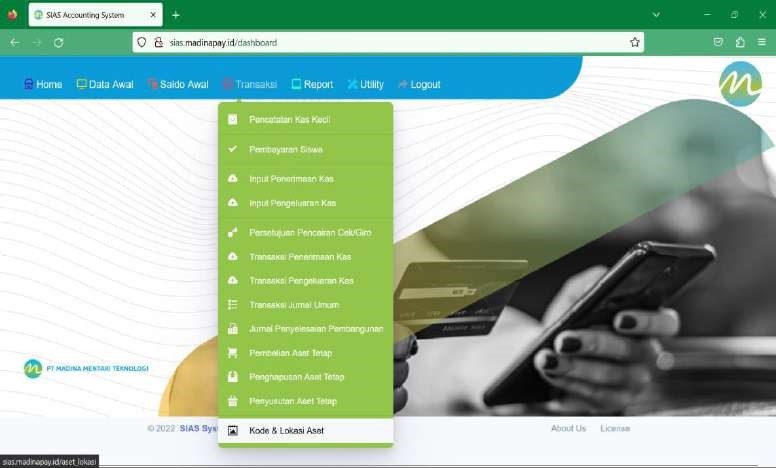 SIAS Accounting System
sias.madinapay.id/dashboard
Home Data Awal Saldo Awal Transaksi Report Utility Logout
Pencatatan Kas Kecil
Pembayaran Siswa
Input Penerimaan Kas
Input Pengeluaran Kas
Persetujuan Pencairan Cek/Giro
Transaksi Penerimaan Kas
Transaksi Pengeluaran Kas
Transaksi Jurnal Umum
Jurnal Penyelesaian Pembangunan
Pembelian Aset Tetap
PT MADINA MENTARI TEKNOLOGI
Penghapusan Aset Tetap
Penyusutan Aset Tetap
Kode & Lokasi Aset
© 2022 SIAS Syst
About Us License
sias.madinapay.id/aset_lokasi